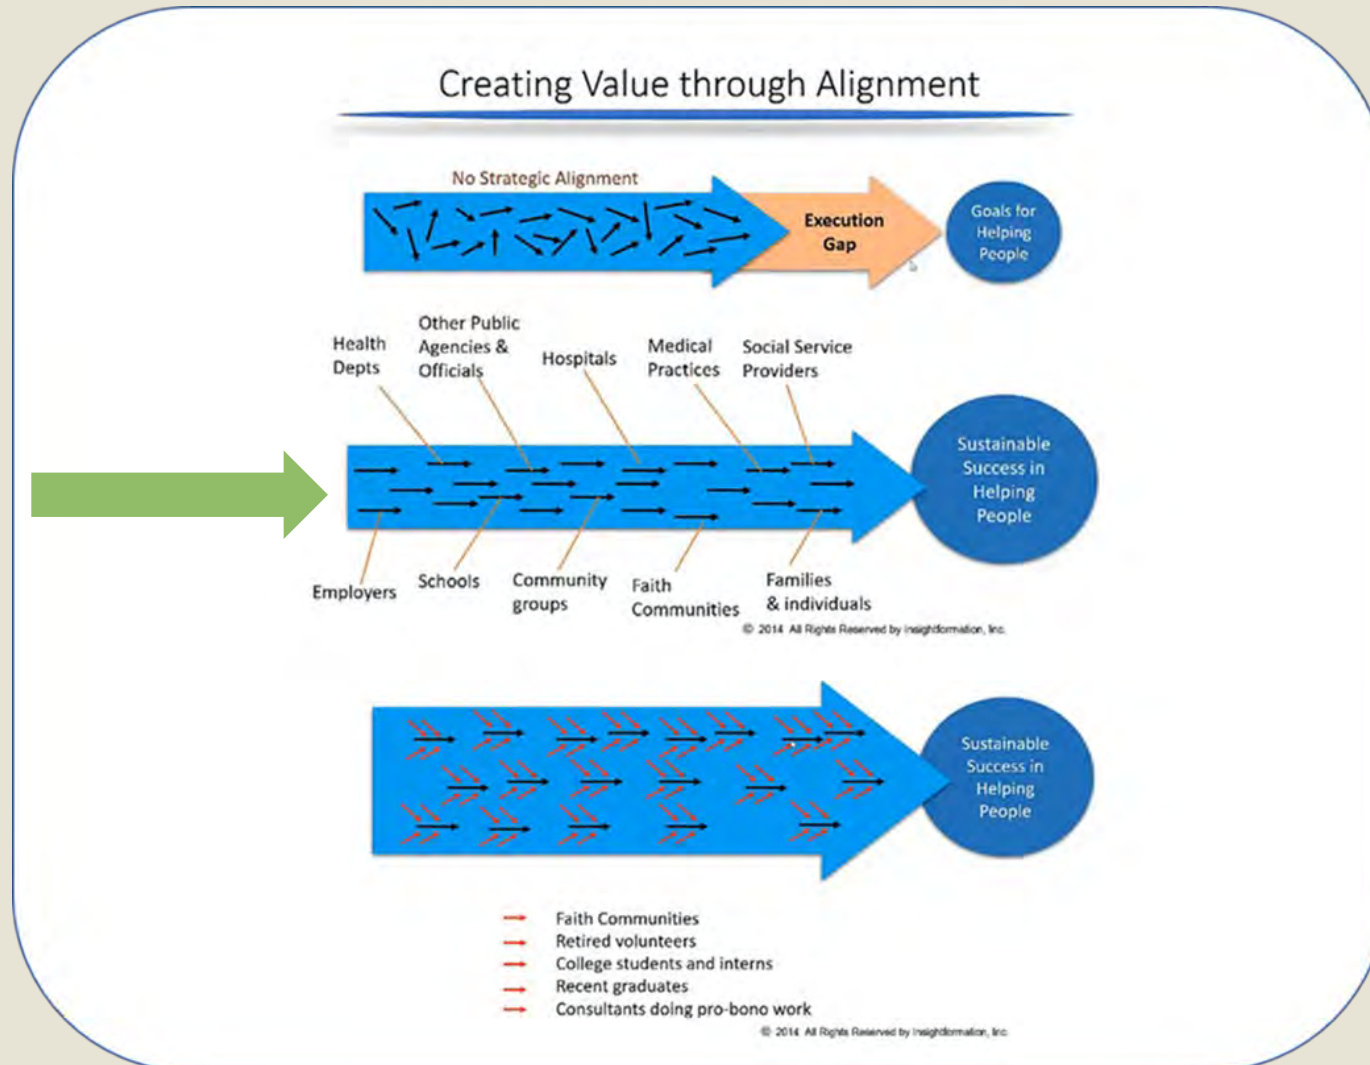 Creating Value through Alignment
No Strategic Alignment
Execution
Gap
Goals for
Helping
People
Health
Depts
Other Public
Agencies &
Officials
Hospitals
Medical
Practices
Social Service
Providers
Sustainable
Success in
Helping
People
Employers
Schools
Community
groups
Faith
Communities
Families
& individuals
© 2014 All Rights Reserved by Insightformation, Inc.
Sustainable
Success in
Helping
People
Faith Communities
Retired volunteers
College students and interns
Recent graduates
Consultants doing pro-bono work
© 2014 All Rights Reserved by Insightformation, Inc.